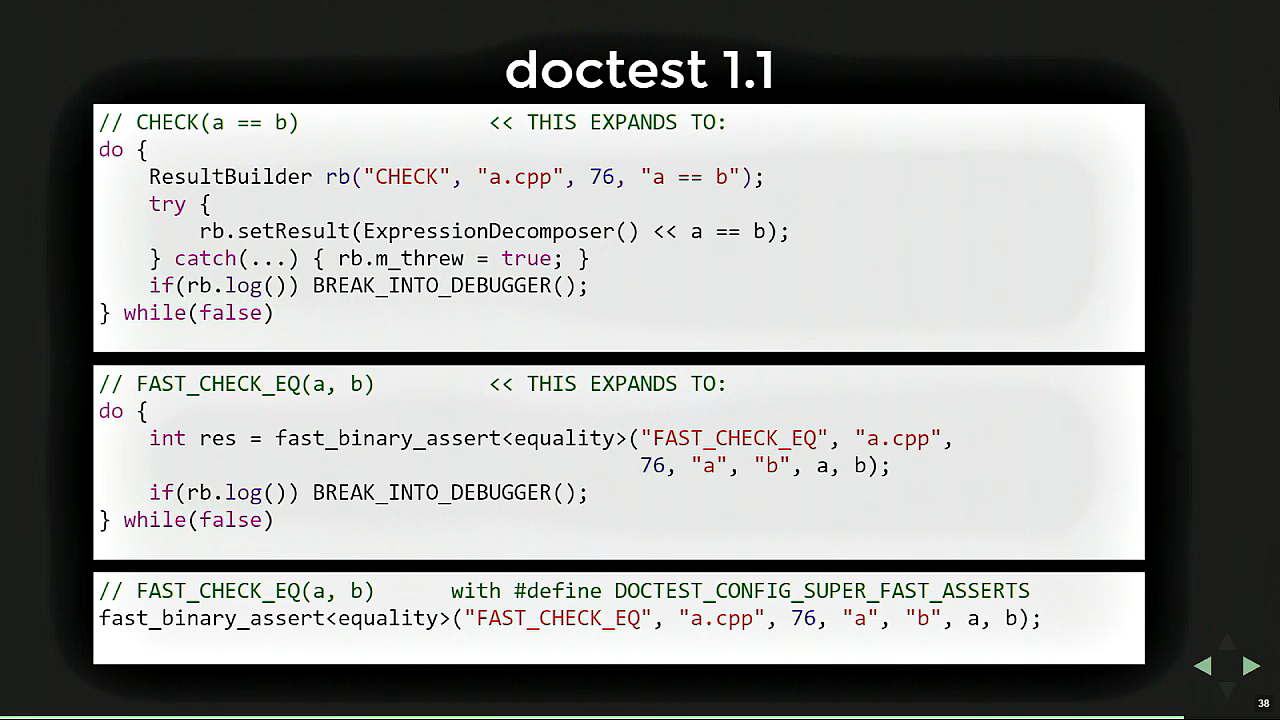 doctest 1.1
// CHECK(a == b)               << THIS EXPANDS TO:
do {
    ResultBuilder rb("CHECK", "a.cpp", 76, "a == b");
    try {
        rb.setResult(ExpressionDecomposer() << a == b);
    } catch(...) { rb.m_threw = true; }
    if(rb.log()) BREAK_INTO_DEBUGGER();
} while(false)
// FAST_CHECK_EQ(a, b)         << THIS EXPANDS TO:
do {
    int res = fast_binary_assert<equality>("FAST_CHECK_EQ", "a.cpp",
                                           76, "a", "b", a, b);
    if(rb.log()) BREAK_INTO_DEBUGGER();
} while(false)
// FAST_CHECK_EQ(a, b)      with #define DOCTEST_CONFIG_SUPER_FAST_ASSERTS
fast_binary_assert<equality>("FAST_CHECK_EQ", "a.cpp", 76, "a", "b", a, b);
38